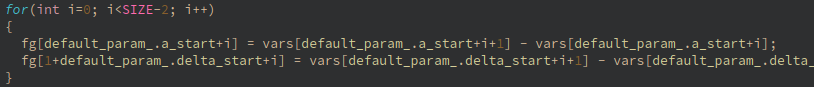 for(int i=0; i<SIZE-2; i++)
{
fg[default_param_.a_start+i] = vars[default_param_.a_start+i+1] - vars[default_param_.a_start+i];
fg[1+default_param_.delta_start+i] = vars[default_param_.delta_start+i+1] - vars[default_param_.delta_
}